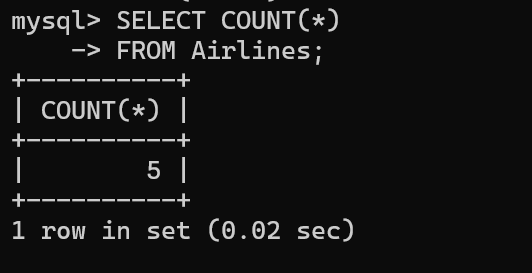 mysql> SELECT COUNT(*)
    -> FROM Airlines;
+----------+
| COUNT(*) |
+----------+
|        5 |
+----------+
1 row in set (0.02 sec)